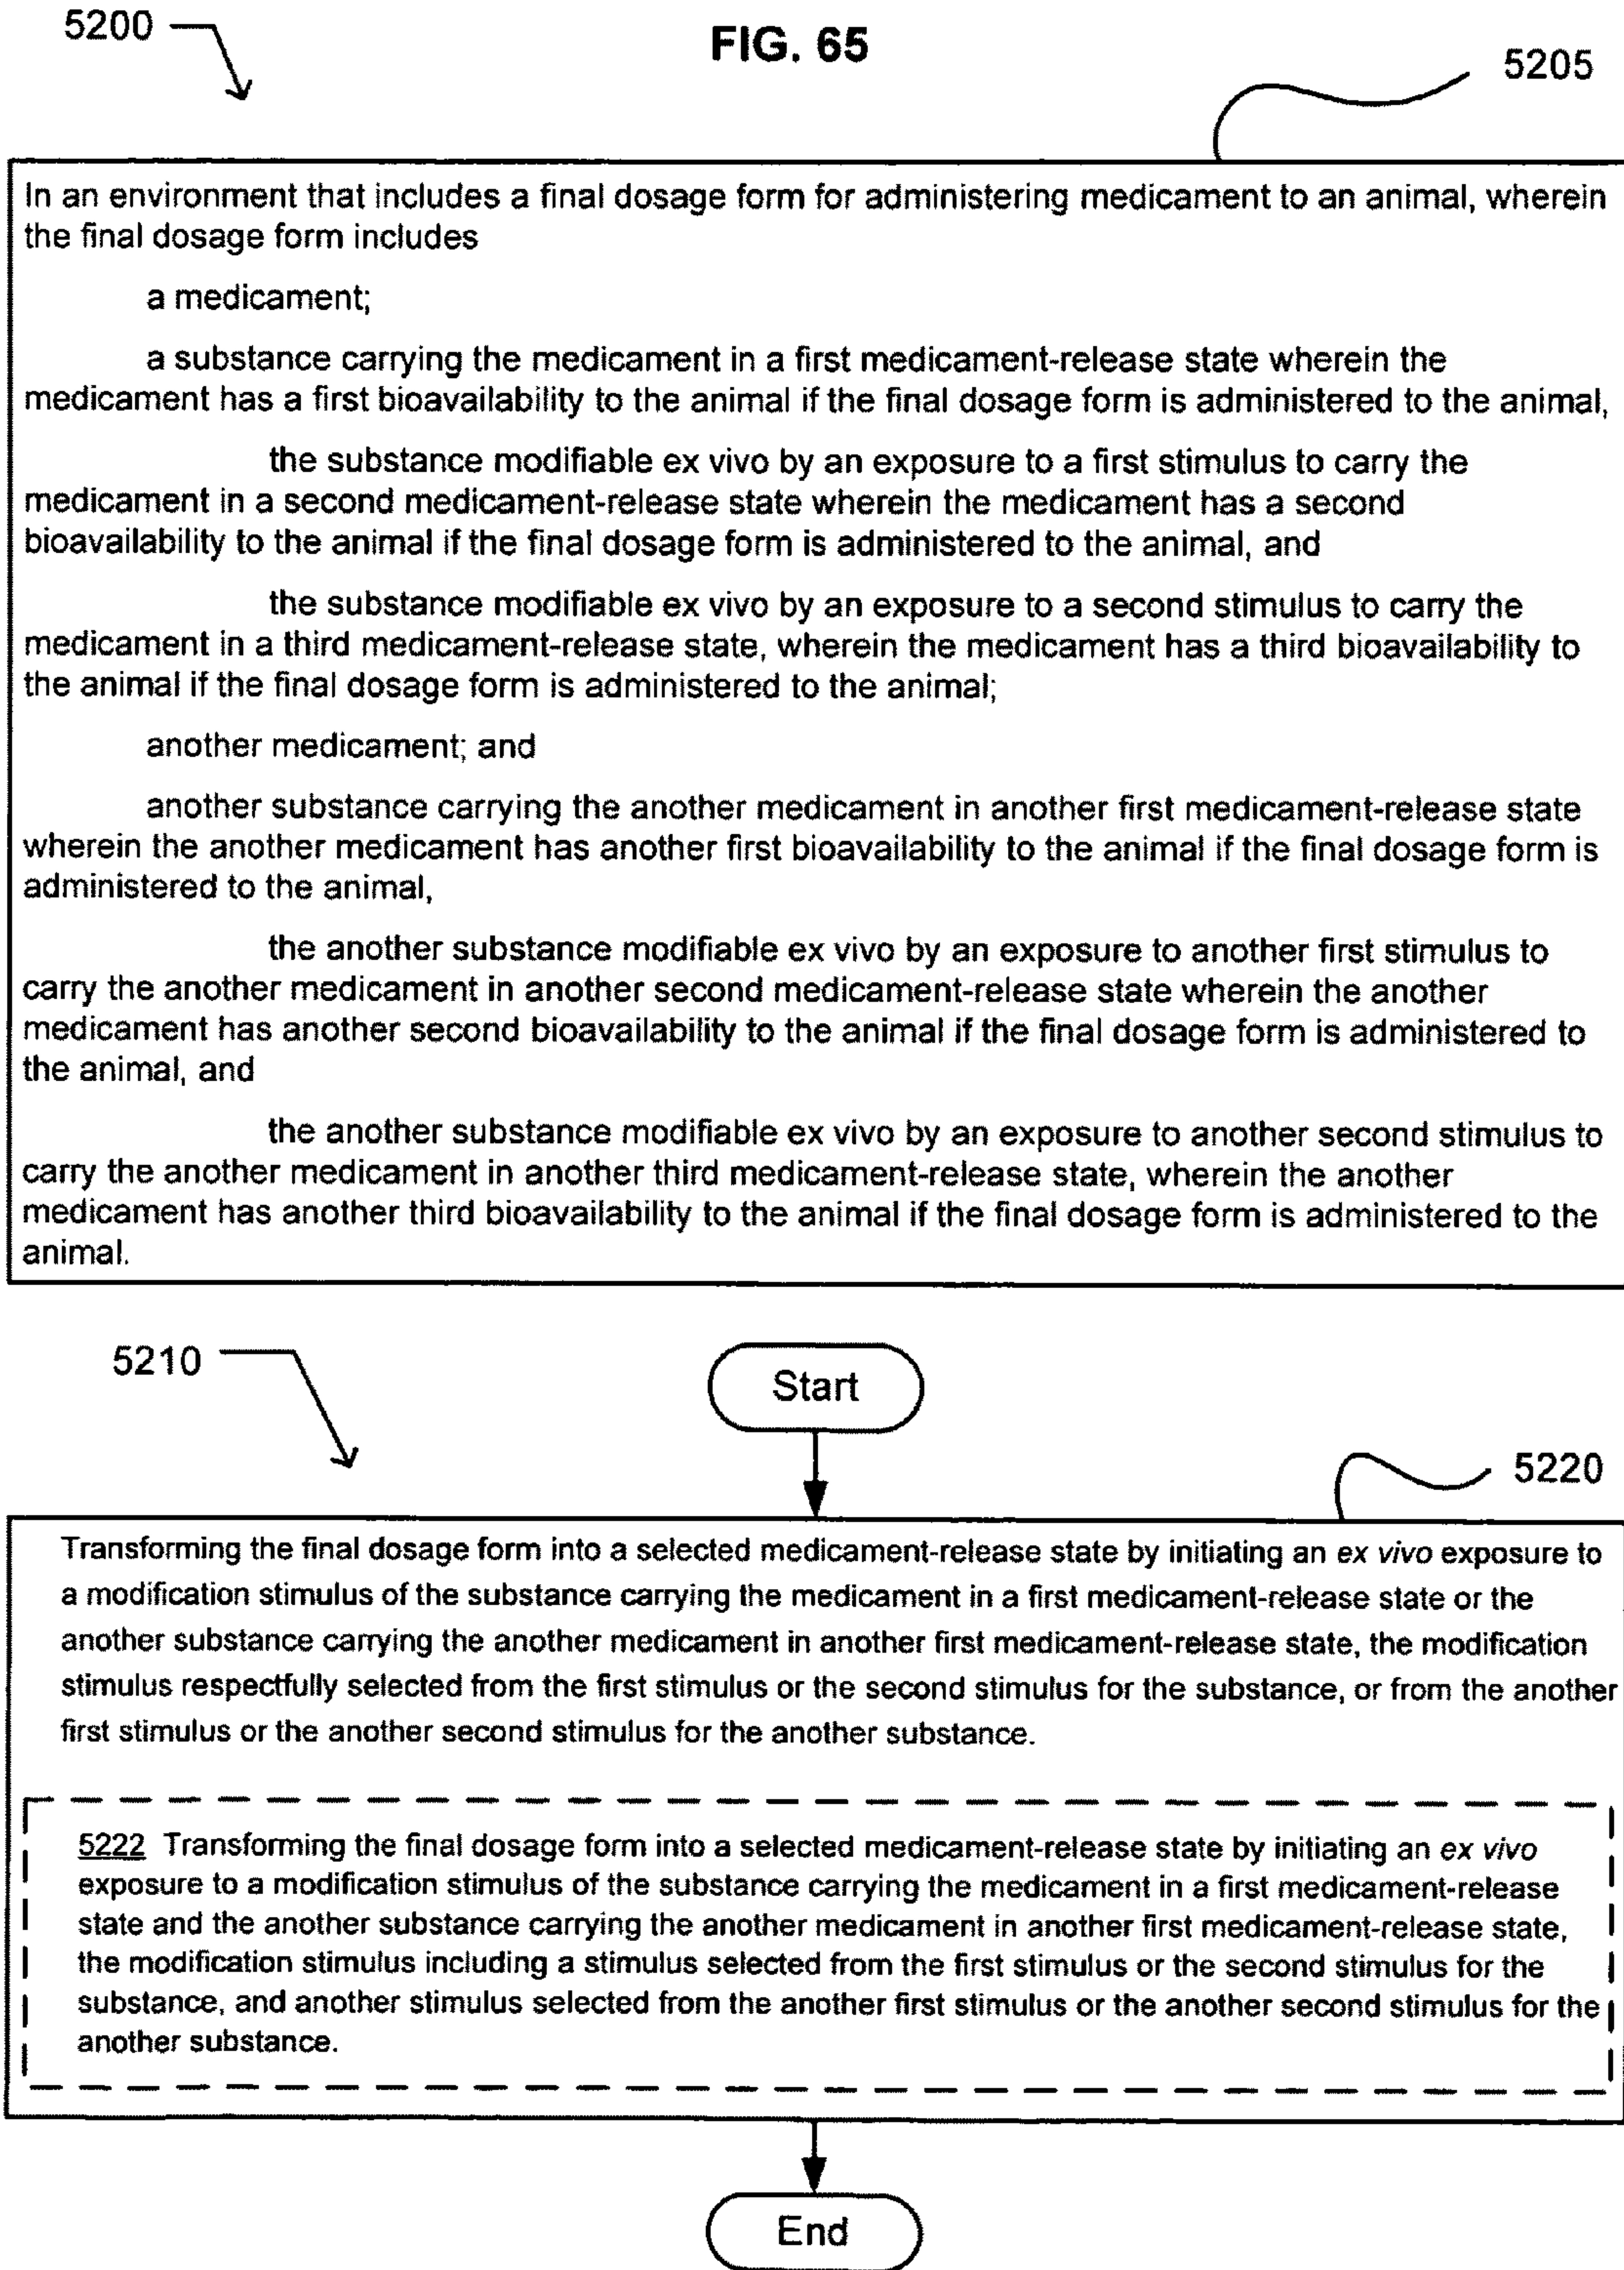 5200
FIG. 65
5205
In an environment that includes a final dosage form for administering medicament to an animal, wherein
the final dosage form includes
a medicament;
a substance carrying the medicament in a first medicament-release state wherein the
medicament has a first bioavailability to the animal if the final dosage form is administered to the animal,
the substance modifiable ex vivo by an exposure to a first stimulus to carry the
medicament in a second medicament-release state wherein the medicament has a second
bioavailability to the animal if the final dosage form is administered to the animal, and
the substance modifiable ex vivo by an exposure to a second stimulus to carry the
medicament in a third medicament-release state, wherein the medicament has a third bioavailability to
the animal if the final dosage form is administered to the animal;
another medicament; and
another substance carrying the another medicament in another first medicament-release state
wherein the another medicament has another first bioavailability to the animal if the final dosage form is
administered to the animal,
the another substance modifiable ex vivo by an exposure to another first stimulus to
carry the another medicament in another second medicament-release state wherein the another
medicament has another second bioavailability to the animal if the final dosage form is administered to
the animal, and
the another substance modifiable ex vivo by an exposure to another second stimulus to
carry the another medicament in another third medicament-release state, wherein the another
medicament has another third bioavailability to the animal if the final dosage form is administered to the
animal.
5210
Start
5220
Transforming the final dosage form into a selected medicament-release state by initiating an ex vivo exposure to
a modification stimulus of the substance carrying the medicament in a first medicament-release state or the
another substance carrying the another medicament in another first medicament-release state, the modification
stimulus respectfully selected from the first stimulus or the second stimulus for the substance, or from the another
first stimulus or the another second stimulus for the another substance.
5222 Transforming the final dosage form into a selected medicament-release state by initiating an ex vivo
exposure to a modification stimulus of the substance carrying the medicament in a first medicament-release
state and the another substance carrying the another medicament in another first medicament-release state,
the modification stimulus including a stimulus selected from the first stimulus or the second stimulus for the
substance, and another stimulus selected from the another first stimulus or the another second stimulus for the
another substance.
End